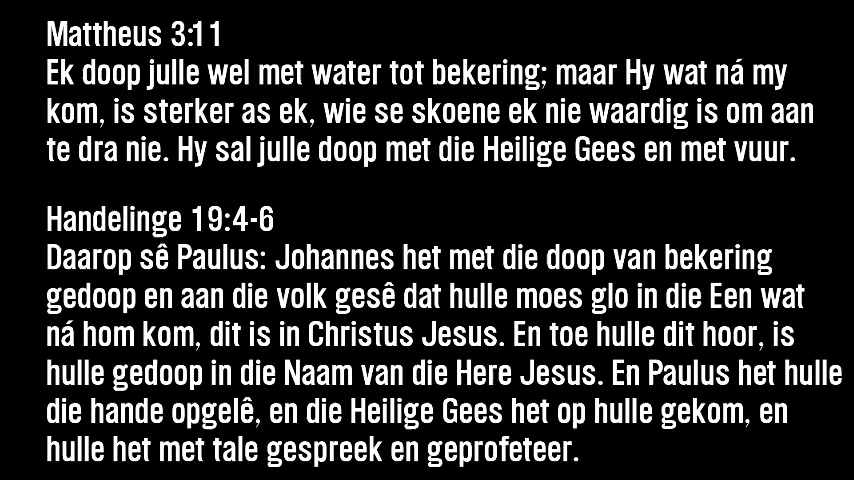 Mattheus 3:11
Ek doop julle wel met water tot bekering; maar Hy wat ná my
kom, is sterker as ek, wie se skoene ek nie waardig is om aan
te dra nie. Hy sal julle doop met die Heilige Gees en met vuur.
Handelinge 19:4-6
Daarop sê Paulus: Johannes het met die doop van bekering
gedoop en aan die volk gesê dat hulle moes glo in die Een wat
ná hom kom, dit is in Christus Jesus. En toe hulle dit hoor, is
hulle gedoop in die Naam van die Here Jesus. En Paulus het hulle
die hande opgelê, en die Heilige Gees het op hulle gekom, en
hulle het met tale gespreek en geprofeteer.